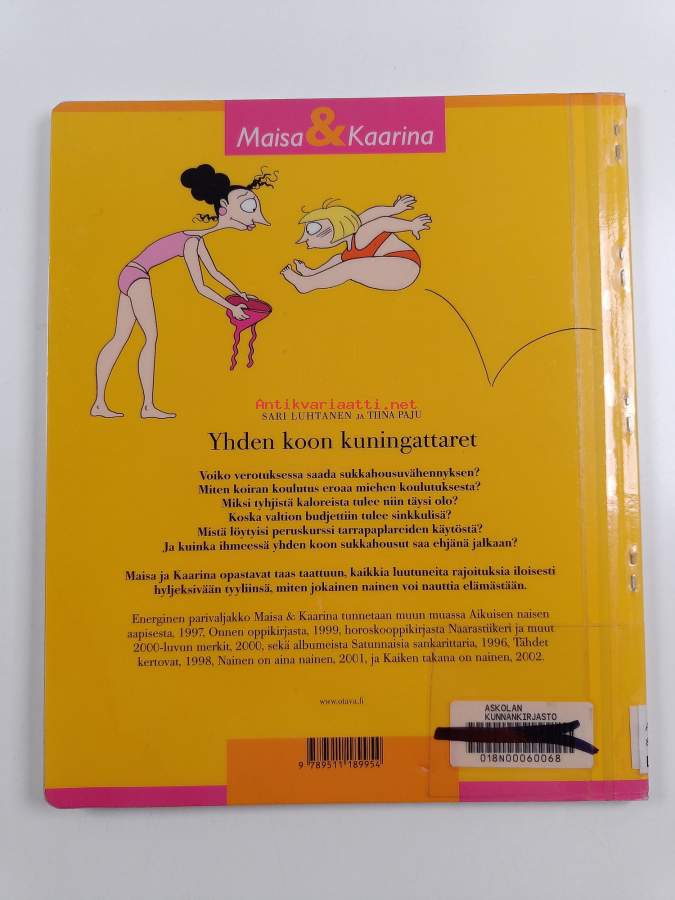 Maisa & Kaarina
Antikvariaatti.net
SARI LUHTANEN JA TIINA PAJU
Yhden koon kuningattaret
Voiko verotuksessa saada sukkahousuvähennyksen?
Miten koiran koulutus eroaa miehen koulutuksesta?
Miksi tyhjistä kaloreista tulee niin täysi olo?
Koska valtion budjettiin tulee sinkkulisä?
Mistä löytyisi peruskurssi tarrapaplareiden käytöstä?
Ja kuinka ihmeessä yhden koon sukkahousut saa ehjänä jalkaan?
Maisa ja Kaarina opastavat taas taattuun, kaikkia luutuneita rajoituksia iloisesti
hyljeksivään tyyliinsä, miten jokainen nainen voi nauttia elämästään.
Energinen parivaljakko Maisa & Kaarina tunnetaan muun muassa Aikuisen naisen
aapisesta, 1997, Onnen oppikirjasta, 1999, horoskooppikirjasta Naarastiikeri ja muut
2000-luvun merkit, 2000, sekä albumeista Satunnaisia sankarittaria, 1996, Tähdet
kertovat, 1998, Nainen on aina nainen, 2001, ja Kaiken takana on nainen, 2002.
www.otava.fi
ASKOLAN
KUNNANKIRJASTO
018N00060068
9 789511 189954